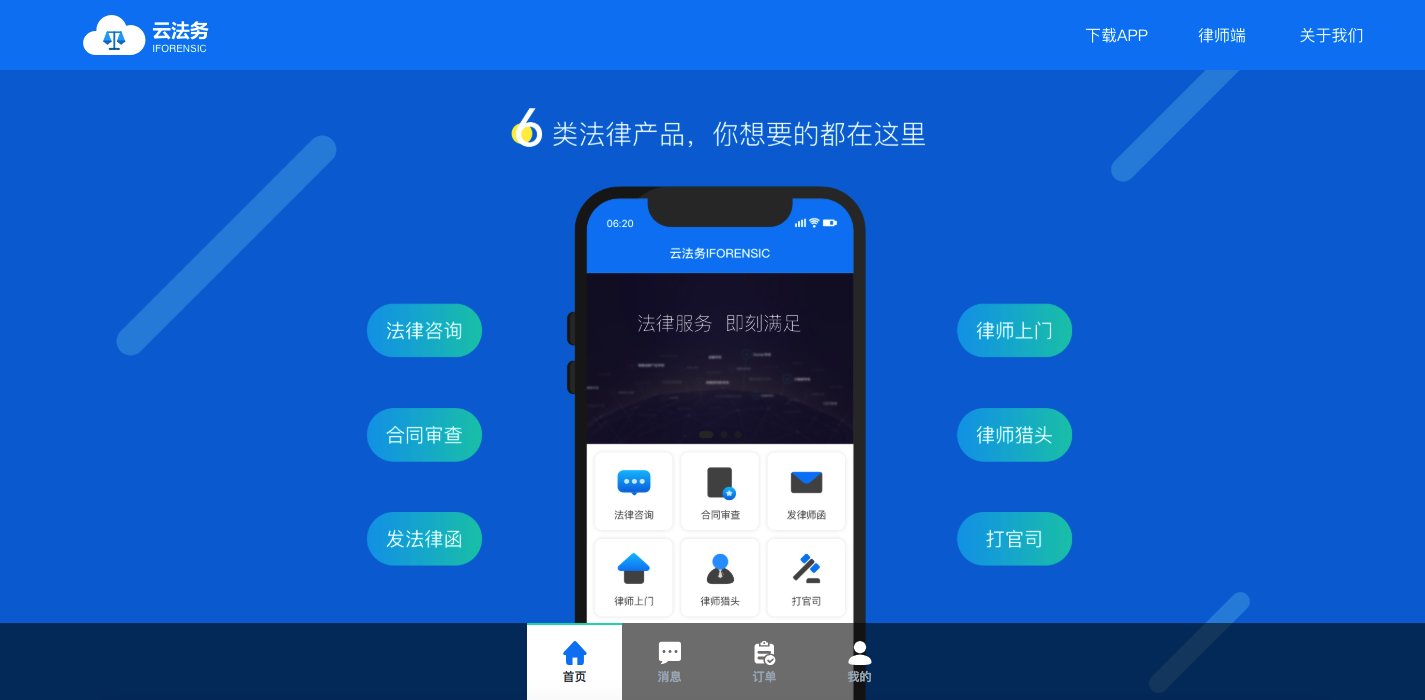 云法务
IFORENSIC
下载APP
律师端
关于我们
6类法律产品，你想要的都在这里
06:20
云法务IFORENSIC
法律服务 即刻满足
法律咨询
合同审查
发法律函
律师上门
律师猎头
打官司
法律咨询
合同审查
发律师函
律师上门
律师猎头
打官司
首页
消息
订单
我的